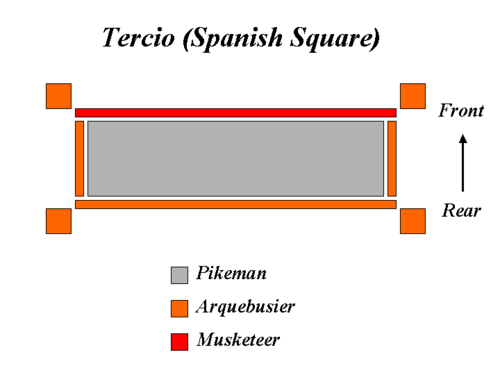 Tercio (Spanish Square)
Front
Rear
Pikeman
Arquebusier
Musketeer